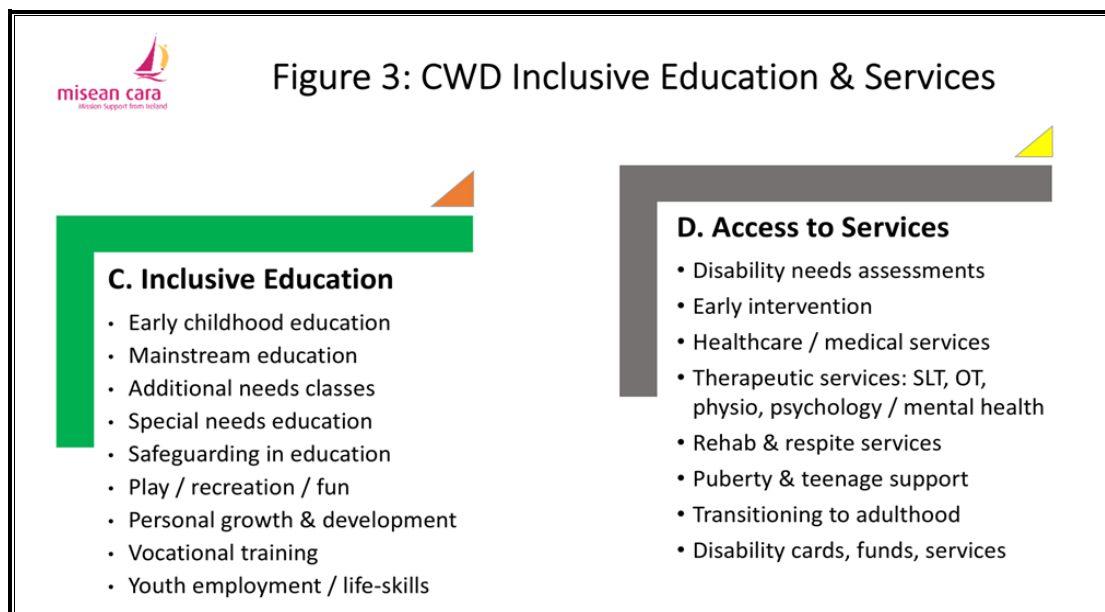 misean cara
Mission Support from Ireland
Figure 3: CWD Inclusive Education & Services
C. Inclusive Education
• Early childhood education
• Mainstream education
• Additional needs classes
• Special needs education
• Safeguarding in education
• Play / recreation / fun
• Personal growth & development
• Vocational training
• Youth employment / life-skills
D. Access to Services
• Disability needs assessments
• Early intervention
• Healthcare / medical services
• Therapeutic services: SLT, OT,
physio, psychology / mental health
• Rehab & respite services
• Puberty & teenage support
• Transitioning to adulthood
• Disability cards, funds, services